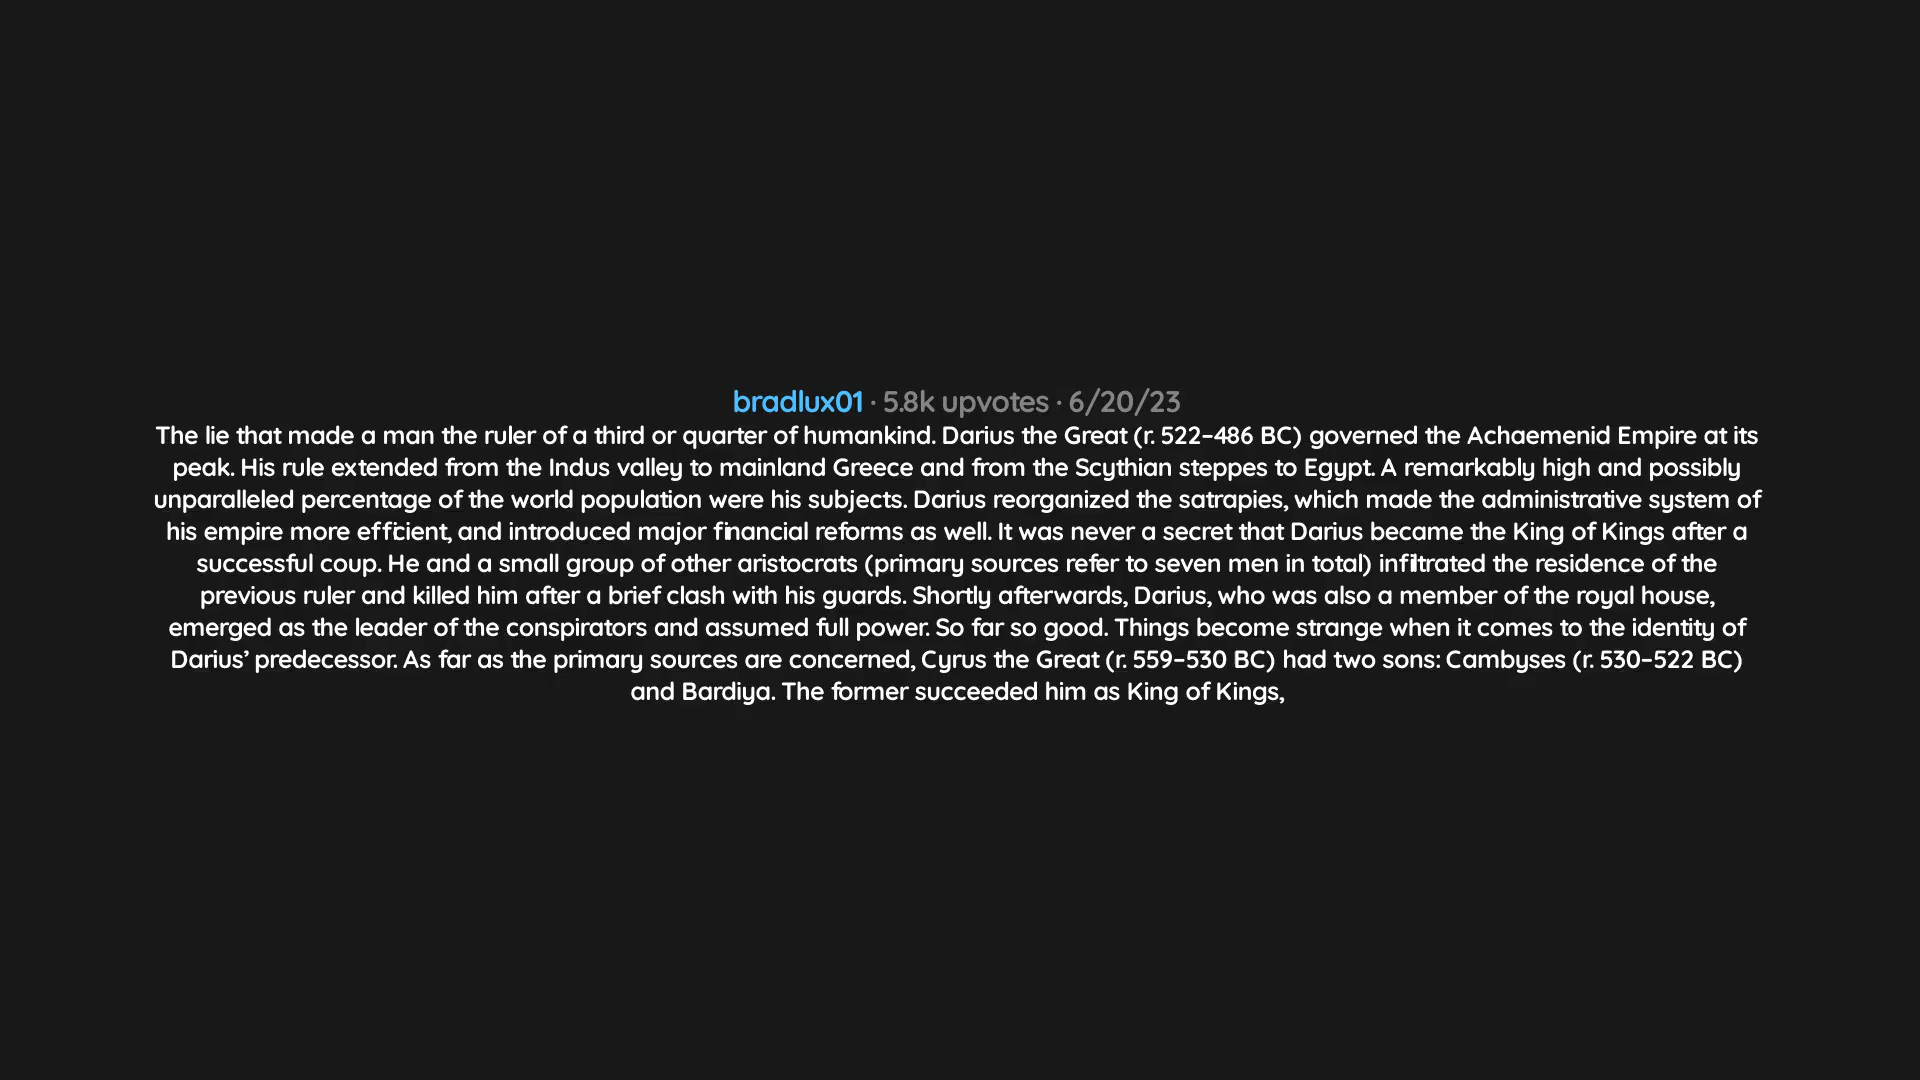 bradlux01 · 5.8k upvotes · 6/20/23
The lie that made a man the ruler of a third or quarter of humankind. Darius the Great (r. 522–486 BC) governed the Achaemenid Empire at its
peak. His rule extended from the Indus valley to mainland Greece and from the Scythian steppes to Egypt. A remarkably high and possibly
unparalleled percentage of the world population were his subjects. Darius reorganized the satrapies, which made the administrative system of
his empire more efficient, and introduced major financial reforms as well. It was never a secret that Darius became the King of Kings after a
successful coup. He and a small group of other aristocrats (primary sources refer to seven men in total) infiltrated the residence of the
previous ruler and killed him after a brief clash with his guards. Shortly afterwards, Darius, who was also a member of the royal house,
emerged as the leader of the conspirators and assumed full power. So far so good. Things become strange when it comes to the identity of
Darius’ predecessor. As far as the primary sources are concerned, Cyrus the Great (r. 559–530 BC) had two sons: Cambyses (r. 530–522 BC)
and Bardiya. The former succeeded him as King of Kings,